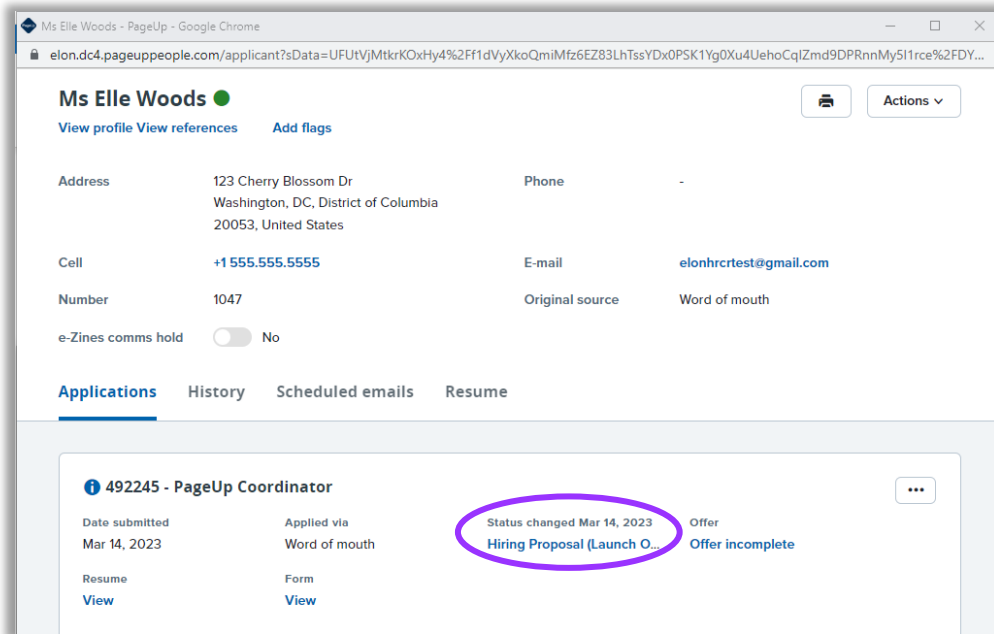 Ms Elle Woods - PageUp - Google Chrome
elon.dc4.pageuppeople.com/applicant?sData=UFUtVjMtkrKOxHy4%2Ff1dVyXkoQmiMfz6EZ83LhTssYDx0PSK1Yg0Xu4UehoCqIZmd9DPRnnMy5I1rce%2FDY...
Ms Elle Woods
Actions
View profile View references Add flags
Address 123 Cherry Blossom Dr Phone -
Washington, DC, District of Columbia
20053, United States
Cell +1 555.555.5555 E-mail elonhrcrtest@gmail.com
Number 1047 Original source Word of mouth
e-Zines comms hold No
Applications History Scheduled emails Resume
492245 - PageUp Coordinator
Date submitted Applied via Status changed Mar 14, 2023 Offer
Mar 14, 2023 Word of mouth Hiring Proposal (Launch O... Offer incomplete
Resume Form
View View